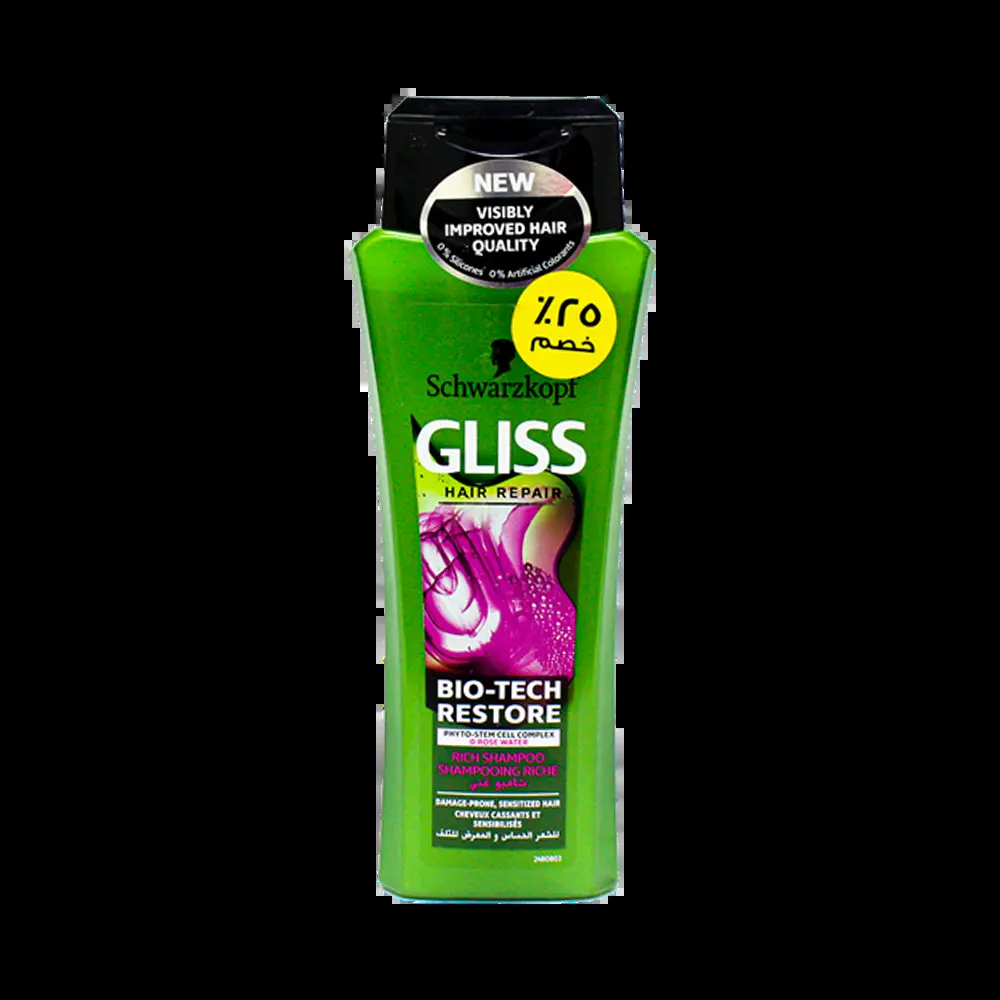 NEW
VISIBLY
IMPROVED HAIR
QUALITY
0% Silicones* 0% Artificial Colorants
٪٢٥
خصم
Schwarzkopf
GLISS
HAIR REPAIR
BIO-TECH
RESTORE
PHYTO-STEM CELL COMPLEX
& ROSE WATER
RICH SHAMPOO
SHAMPOOING RICHE
شامبو غني
DAMAGE-PRONE, SENSITIZED HAIR
CHEVEUX CASSANTS ET
SENSIBILISÉS
للشعر الحساس و المعرض للتلف
2480803